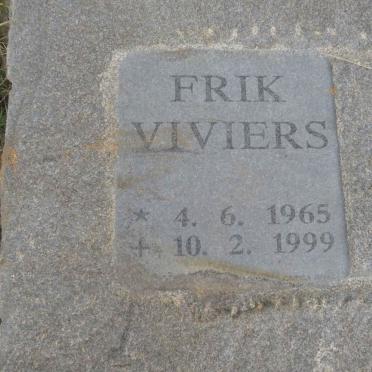 FRIK
VIVIERS
* 4. 6. 1965
+ 10. 2. 1999